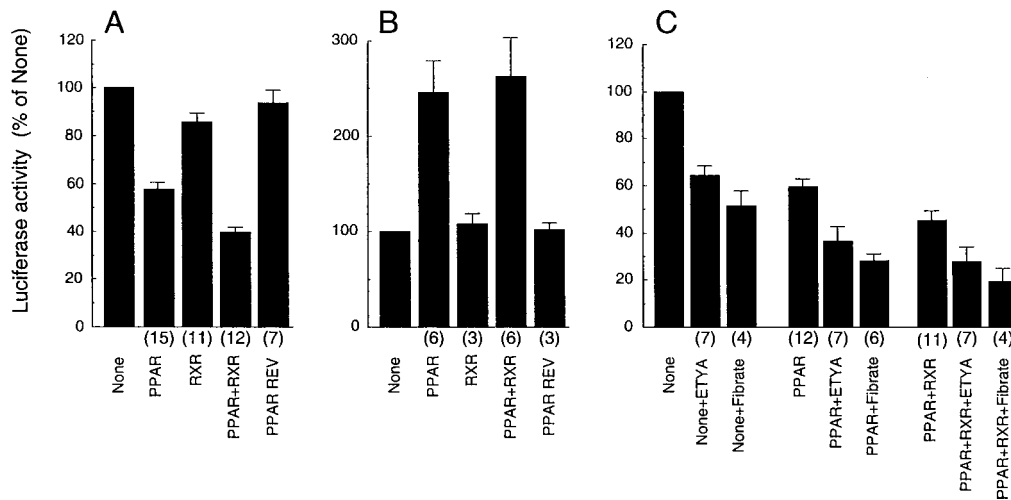 A
B
C
Luciferase activity (% of None)
120
100
80
60
40
20
0
(15)
(11)
(12)
(7)
None
PPAR
RXR
PPAR+RXR
PPAR REV
300
200
100
0
(6)
(3)
(6)
(3)
None
PPAR
RXR
PPAR+RXR
PPAR REV
120
100
80
60
40
20
0
(7)
(4)
(12)
(7)
(6)
(11)
(7)
(4)
None
None+ETYA
None+Fibrate
PPAR
PPAR+ETYA
PPAR+Fibrate
PPAR+RXR
PPAR+RXR+ETYA
PPAR+RXR+Fibrate